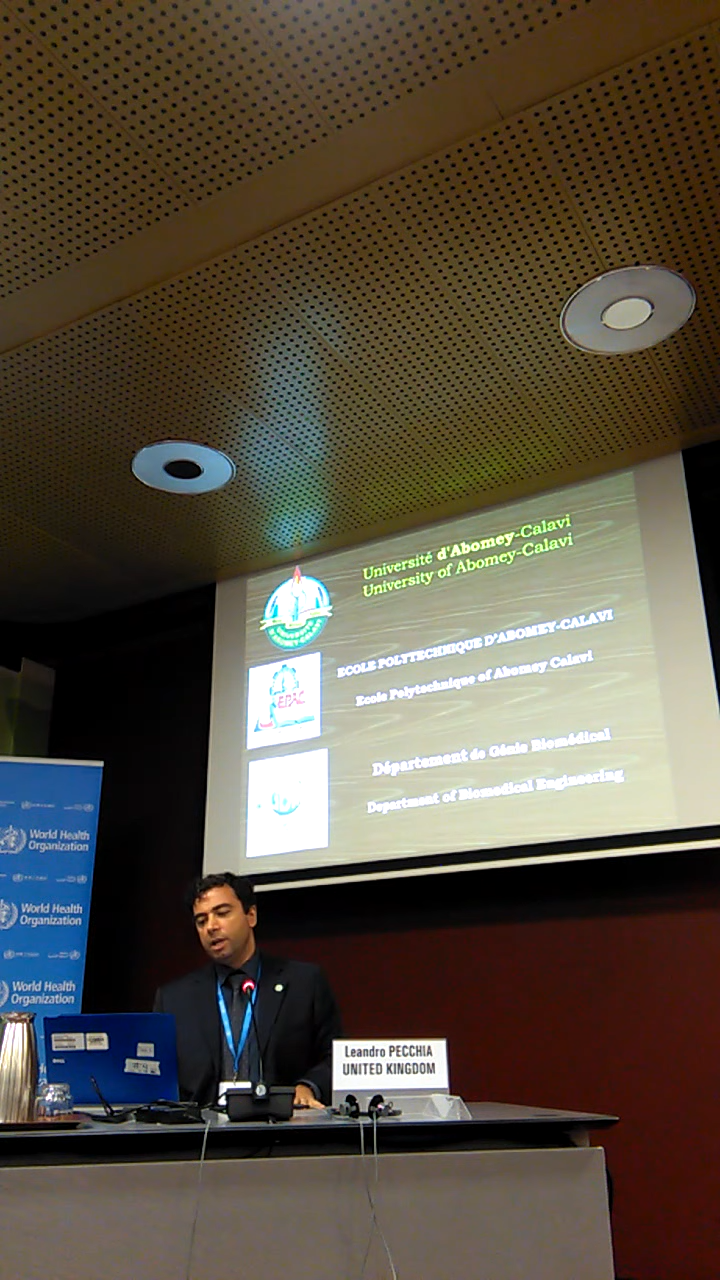 Université d'Abomey-Calavi
University of Abomey-Calavi
ECOLE POLYTECHNIQUE D'ABOMEY-CALAVI
Ecole Polytechnique of Abomey Calavi
EPAC
Département de Génie Biomédical
Department of Biomedical Engineering
World Health
Organization
World Health
Organization
World Health
Organization
Leandro PECCHIA
UNITED KINGDOM